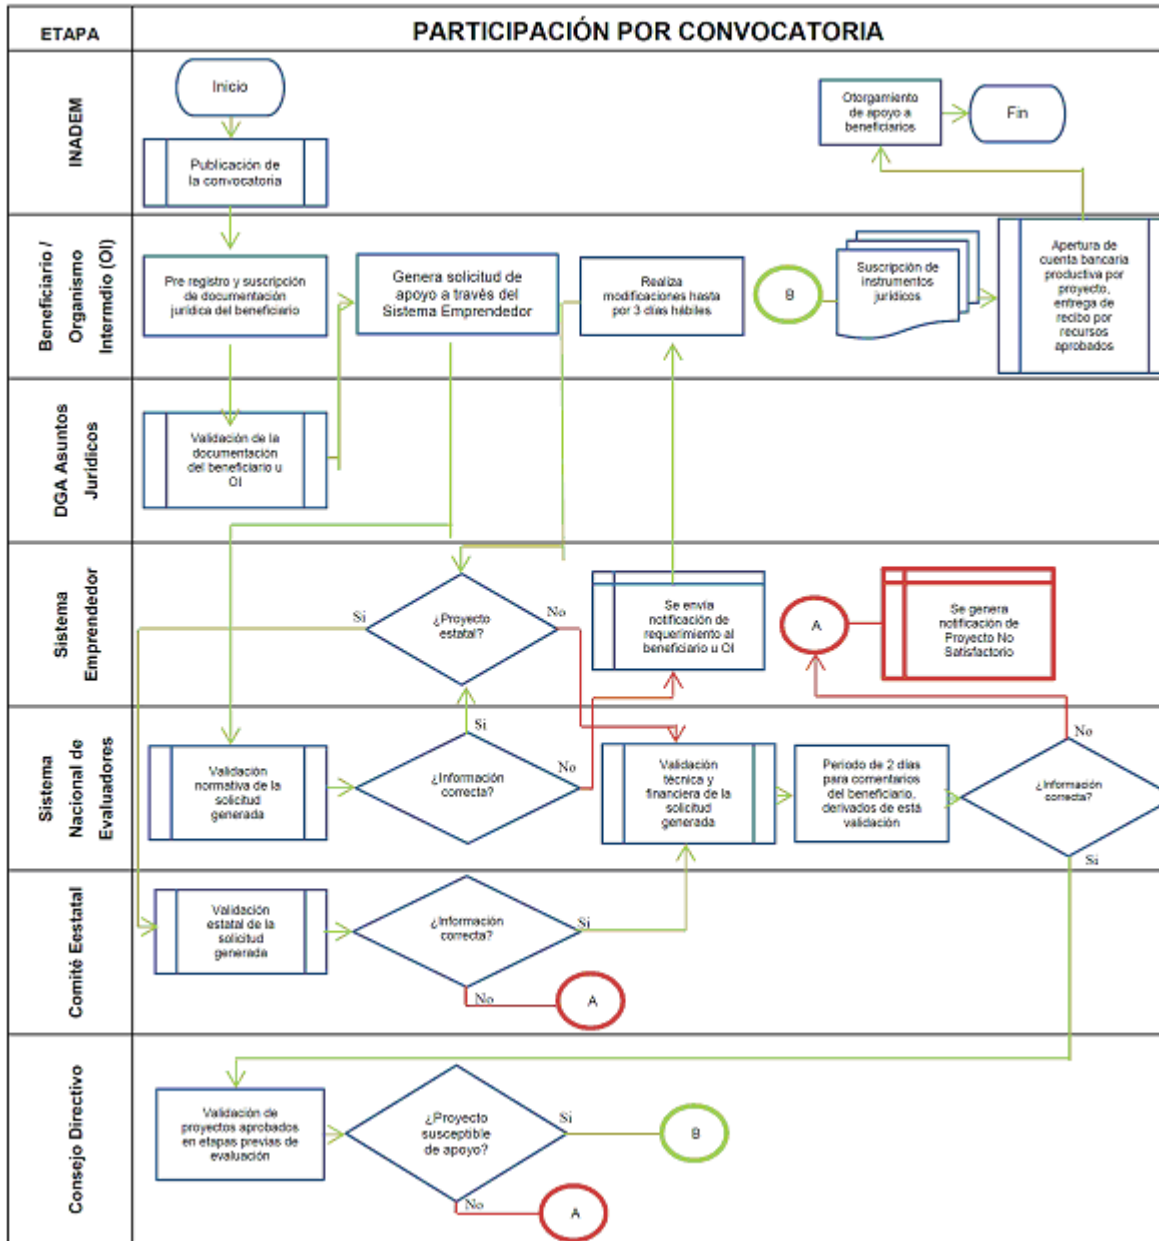 ETAPA
PARTICIPACIÓN POR CONVOCATORIA
INADEM
Inicio
Publicación de
la convocatoria
Otorgamiento
de apoyo a
beneficiarios
Fin
Beneficiario /
Organismo
Intermdio (OI)
Pre registro y suscripción
de documentación
jurídica del beneficiario
Genera solicitud de
apoyo a través del
Sistema Emprendedor
Realiza
modificaciones hasta
por 3 días hábiles
B
Suscripción de
instrumentos
jurídicos
Apertura de
cuenta bancaria
productiva por
proyecto,
entrega de
recibo por
recursos
aprobados
DGA Asuntos
Jurídicos
Validación de la
documentación
del beneficiario u
OI
Sistema
Emprendedor
Si
¿Proyecto
estatal?
No
Se envía
notificación de
requerimiento al
beneficiario u OI
A
Se genera
notificación de
Proyecto No
Satisfactorio
Sistema
Nacional de
Evaluadores
Validación
normativa de la
solicitud
generada
Si
¿Información
correcta?
No
Validación
técnica y
financiera de la
solicitud
generada
Periodo de 2 días
para comentarios
del beneficiario,
derivados de está
validación
No
¿Información
correcta?
Si
Comité Eestatal
Validación
estatal de la
solicitud
generada
¿Información
correcta?
Si
No
A
Consejo Directivo
Validación de
proyectos aprobados
en etapas previas de
evaluación
¿Proyecto
susceptible
de apoyo?
Si
B
No
A